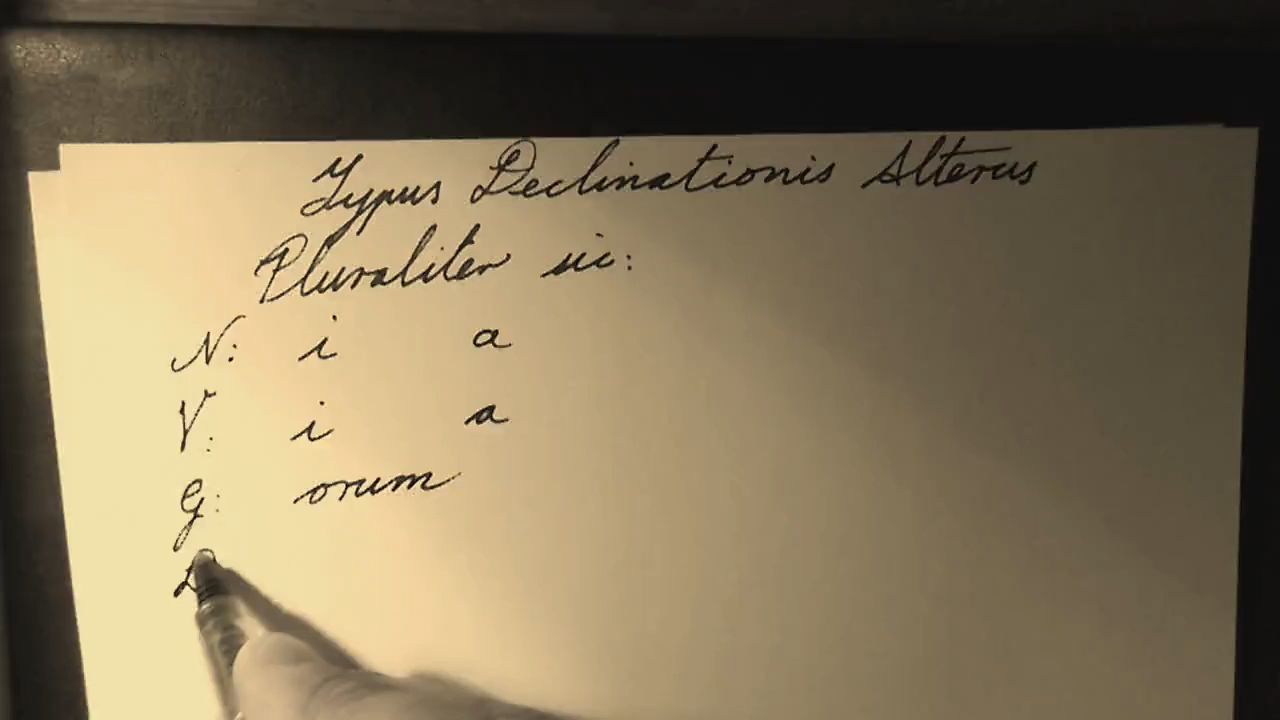 Typus Declinationis Alterus
Pluraliter sic:
N: i a
V: i a
G: orum